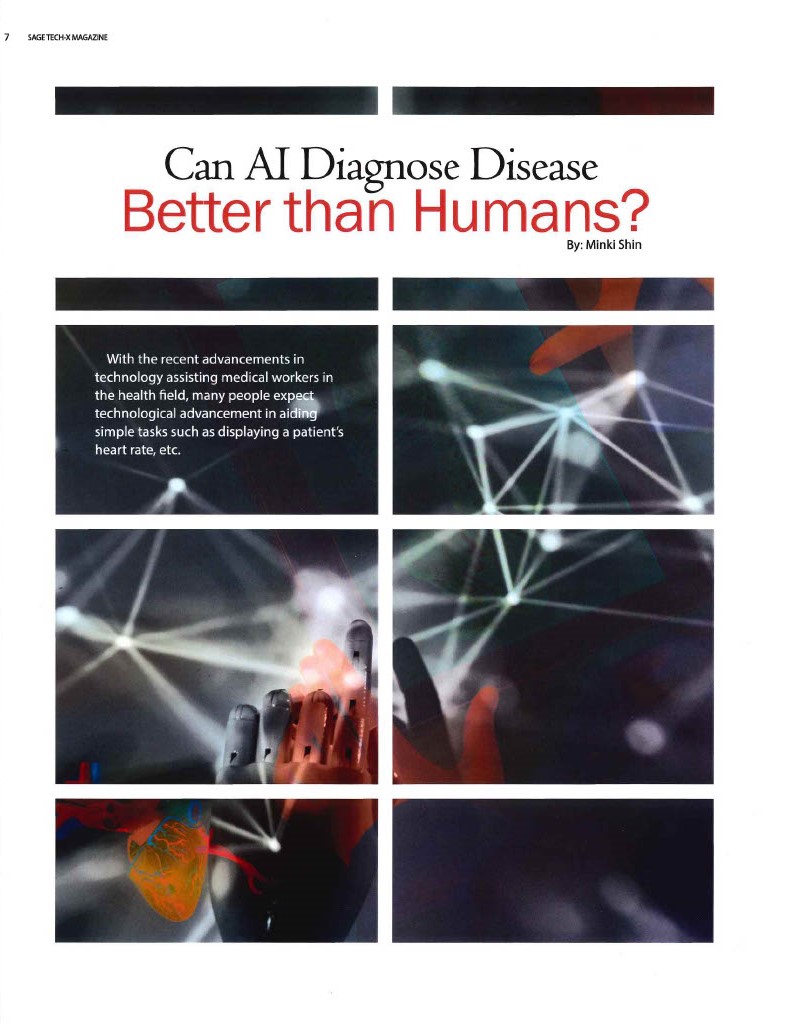 7 SAGE TECH-X MAGAZINE
Can AI Diagnose Disease
Better than Humans?
By: Minki Shin
With the recent advancements in
technology assisting medical workers in
the health field, many people expect
technological advancement in aiding
simple tasks such as displaying a patient's
heart rate, etc.